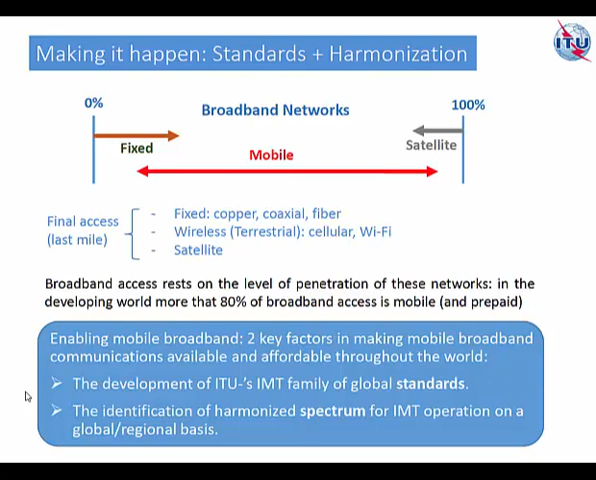 Making it happen: Standards + Harmonization
ITU
0%
Broadband Networks
100%
Fixed
Mobile
Satellite
Final access
(last mile)
- Fixed: copper, coaxial, fiber
- Wireless (Terrestrial): cellular, Wi-Fi
- Satellite
Broadband access rests on the level of penetration of these networks: in the
developing world more that 80% of broadband access is mobile (and prepaid)
Enabling mobile broadband: 2 key factors in making mobile broadband
communications available and affordable throughout the world:
➢ The development of ITU-'s IMT family of global standards.
➢ The identification of harmonized spectrum for IMT operation on a
global/regional basis.